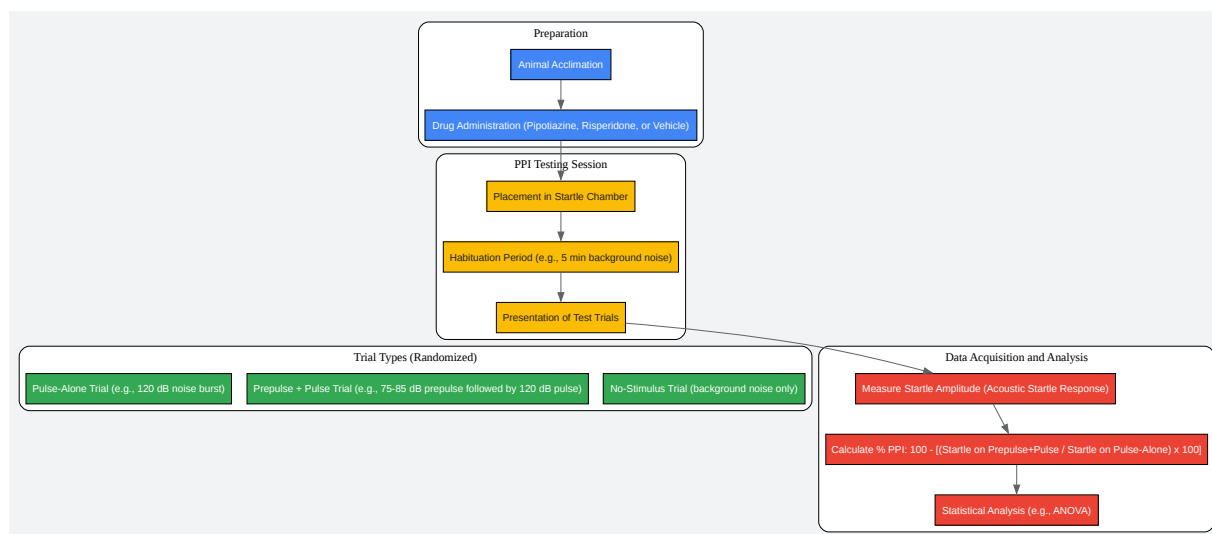 Preparation
Animal Acclimation
Drug Administration (Pipotiazine, Risperidone, or Vehicle)
PPI Testing Session
Placement in Startle Chamber
Habituation Period (e.g., 5 min background noise)
Presentation of Test Trials
Trial Types (Randomized)
Pulse-Alone Trial (e.g., 120 dB noise burst)
Prepulse + Pulse Trial (e.g., 75-85 dB prepulse followed by 120 dB pulse)
No-Stimulus Trial (background noise only)
Data Acquisition and Analysis
Measure Startle Amplitude (Acoustic Startle Response)
Calculate % PPI: 100 - [(Startle on Prepulse+Pulse / Startle on Pulse-Alone) x 100]
Statistical Analysis (e.g., ANOVA)